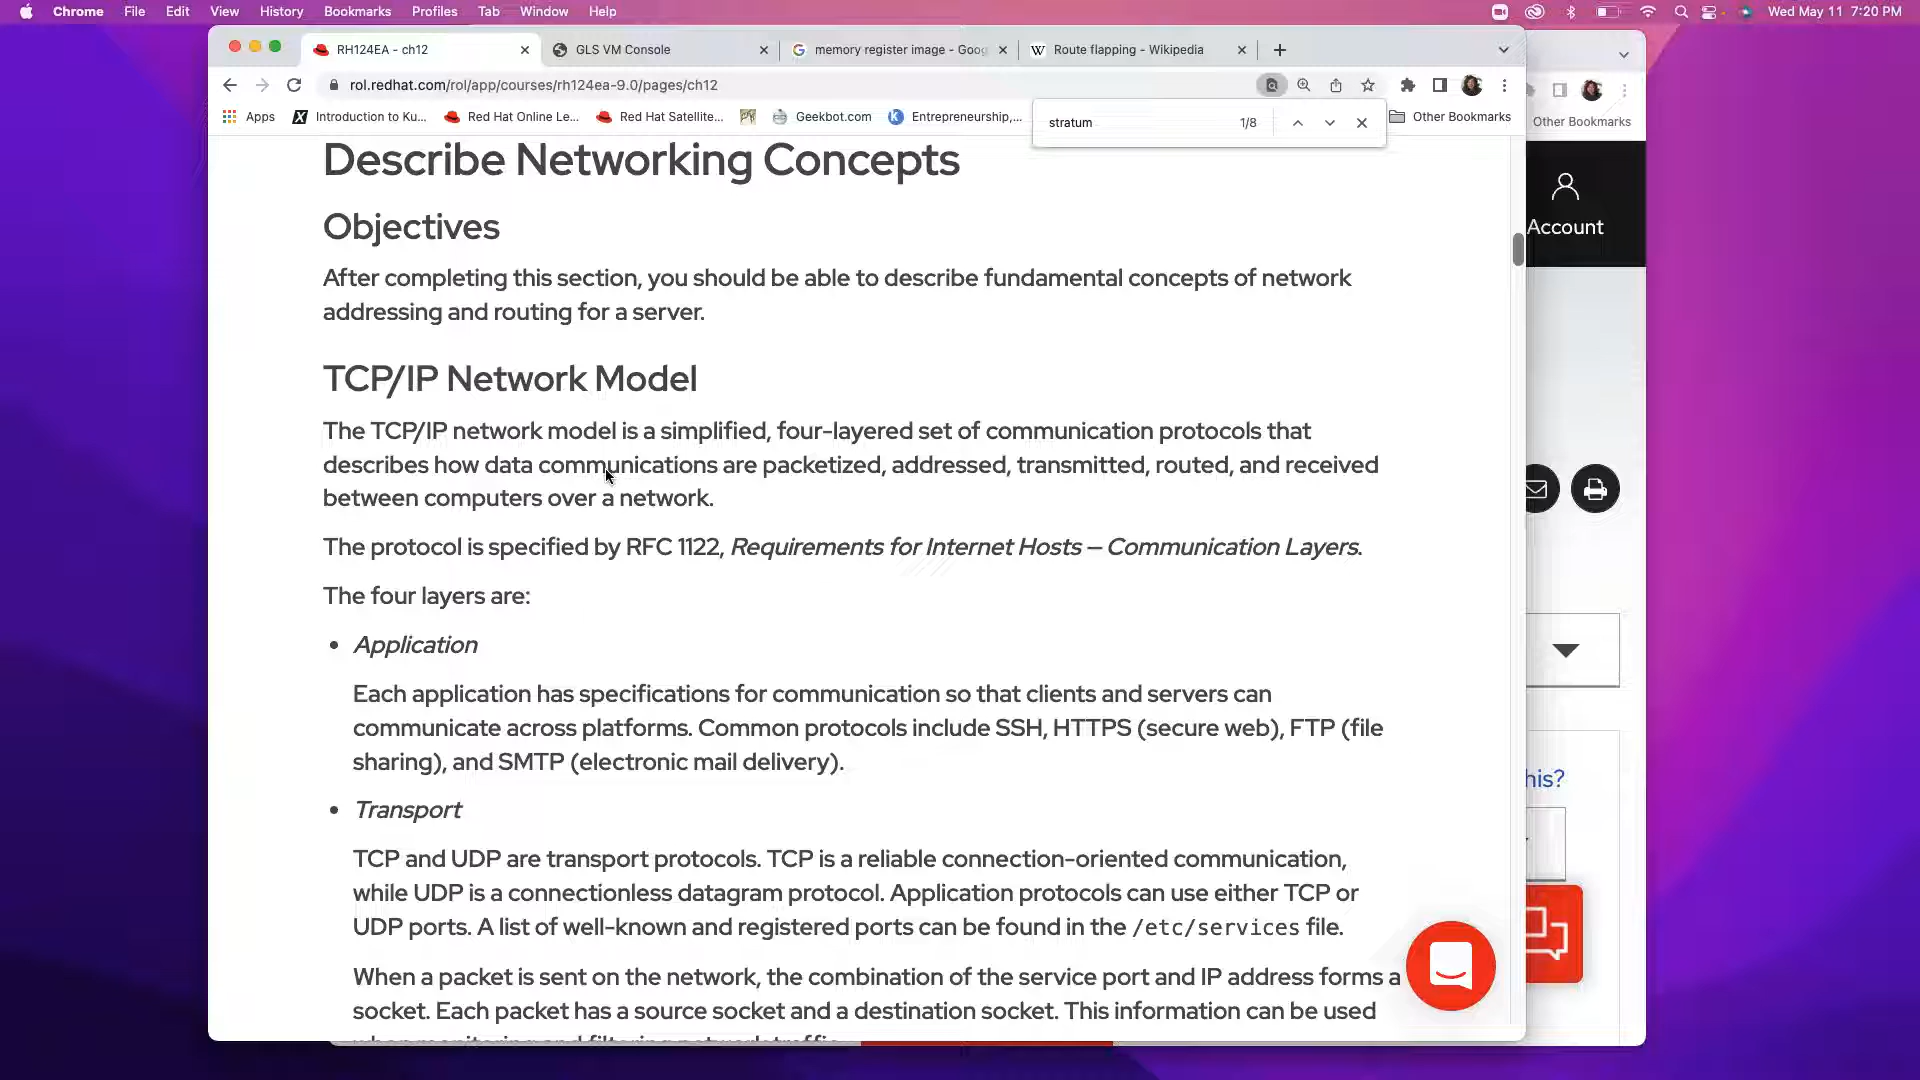 Chrome File Edit View History Bookmarks Profiles Tab Window Help Wed May 11 7:20 PM
RH124EA - ch12 GLS VM Console memory register image - Goog Route flapping - Wikipedia
rol.redhat.com/rol/app/courses/rh124ea-9.0/pages/ch12
Apps Introduction to Ku... Red Hat Online Le... Red Hat Satellite... Geekbot.com Entrepreneurship,... Other Bookmarks
Other Bookmarks
stratum 1/8
Describe Networking Concepts
Objectives
Account
After completing this section, you should be able to describe fundamental concepts of network
addressing and routing for a server.
TCP/IP Network Model
The TCP/IP network model is a simplified, four-layered set of communication protocols that
describes how data communications are packetized, addressed, transmitted, routed, and received
between computers over a network.
The protocol is specified by RFC 1122, Requirements for Internet Hosts – Communication Layers.
The four layers are:
• Application
Each application has specifications for communication so that clients and servers can
communicate across platforms. Common protocols include SSH, HTTPS (secure web), FTP (file
sharing), and SMTP (electronic mail delivery).
his?
• Transport
TCP and UDP are transport protocols. TCP is a reliable connection-oriented communication,
while UDP is a connectionless datagram protocol. Application protocols can use either TCP or
UDP ports. A list of well-known and registered ports can be found in the /etc/services file.
When a packet is sent on the network, the combination of the service port and IP address forms a
socket. Each packet has a source socket and a destination socket. This information can be used
when monitoring and filtering network traffic.